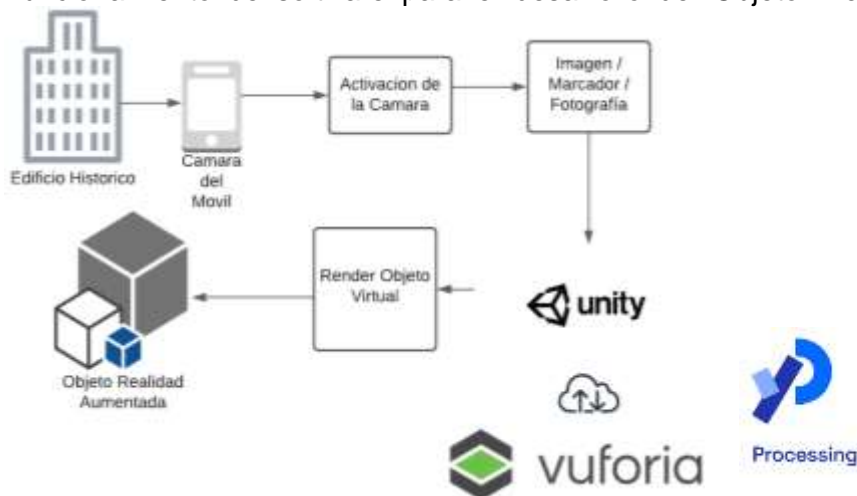 Edificio Historico
Camara
del
Movil
Activacion de
la Camara
Imagen /
Marcador /
Fotografía
Render Objeto
Virtual
unity
Objeto Realidad
Aumentada
vuforia
Processing